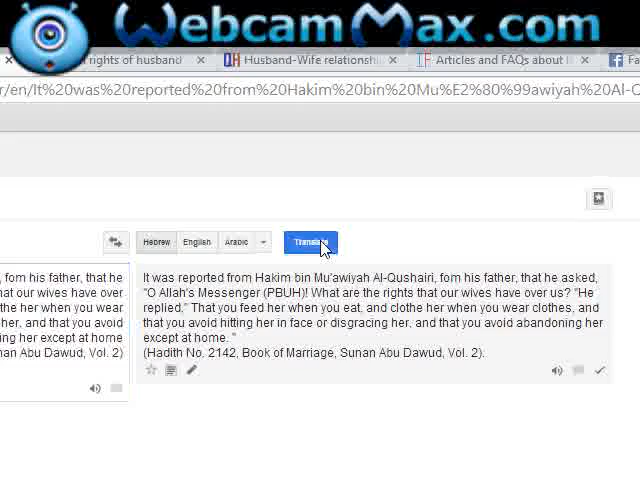 WebcamMax.com
rights of husband
Husband-Wife relationsh
Articles and FAQs about I
Fa
r/en/It%20was%20reported%20from%20Hakim%20bin%20Mu%E2%80%99awiyah%20Al-Q
Hebrew English Arabic Translate
, fom his father, that he
hat our wives have over
the her when you wear
her, and that you avoid
ng her except at home
nan Abu Dawud, Vol. 2)
It was reported from Hakim bin Mu'awiyah Al-Qushairi, fom his father, that he asked,
"O Allah's Messenger (PBUH)! What are the rights that our wives have over us? "He
replied," That you feed her when you eat, and clothe her when you wear clothes, and
that you avoid hitting her in face or disgracing her, and that you avoid abandoning her
except at home. "
(Hadith No. 2142, Book of Marriage, Sunan Abu Dawud, Vol. 2).